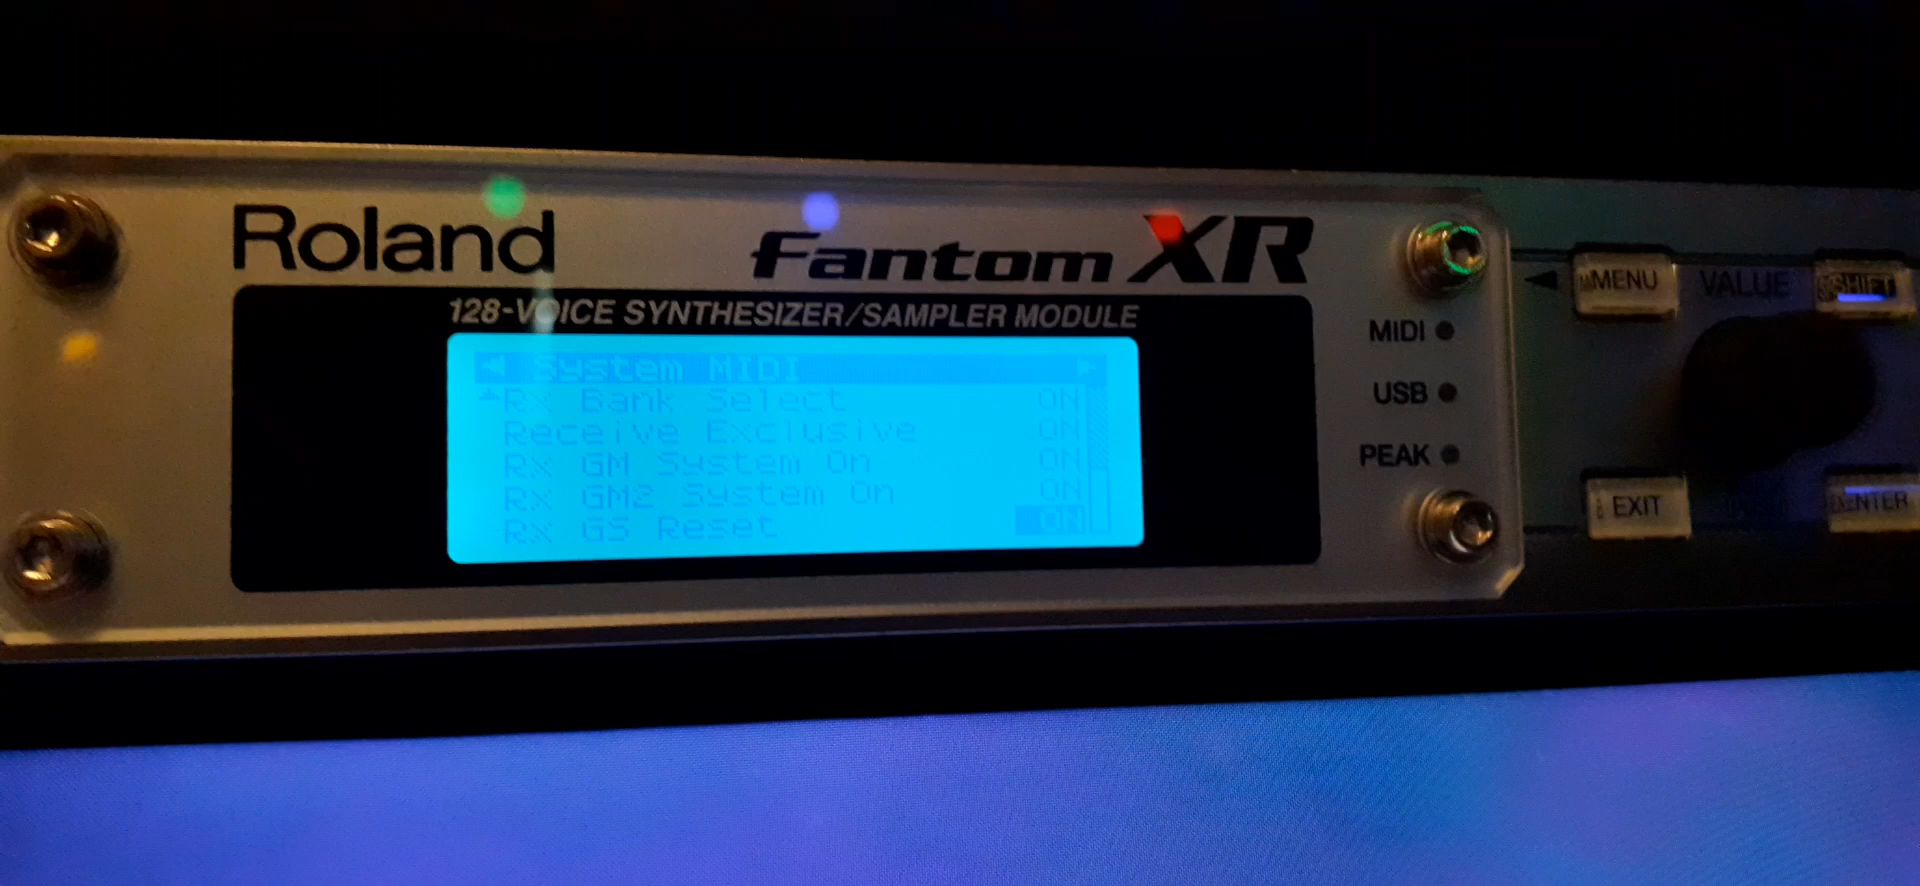 Roland fantom XR
128-VOICE SYNTHESIZER/SAMPLER MODULE
System MIDI
Rx Bank Select ON
Receive Exclusive ON
Rx GM System On ON
Rx GM2 System On ON
Rx GS Reset ON
MIDI
USB
PEAK
MENU
VALUE
SHIFT
EXIT
ENTER